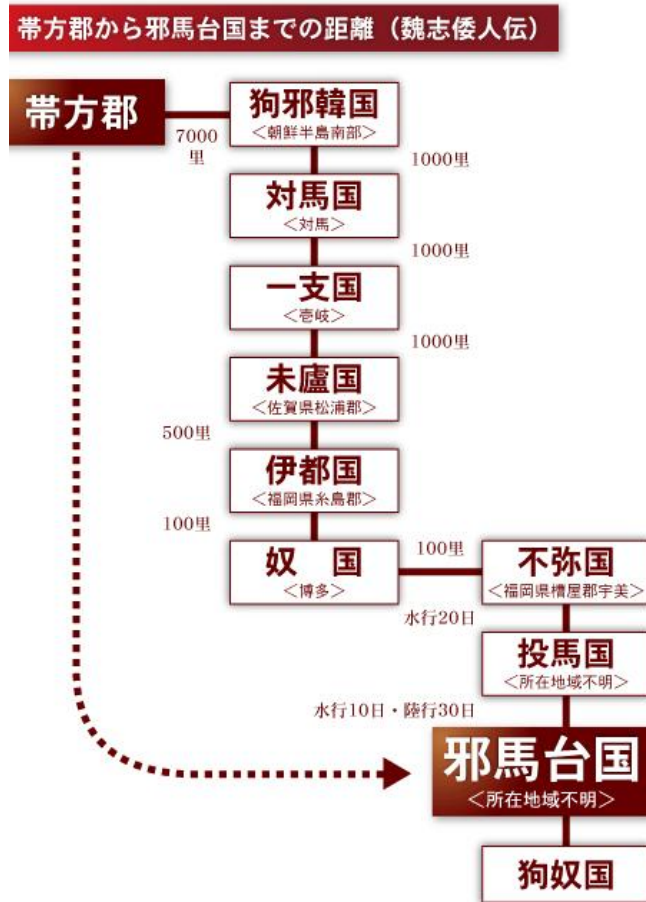 帯方郡から邪馬台国までの距離（魏志倭人伝）
帯方郡
7000
里
狗邪韓国
＜朝鮮半島南部＞
1000里
対馬国
＜対馬＞
1000里
一支国
＜壱岐＞
1000里
末廬国
＜佐賀県松浦郡＞
500里
伊都国
＜福岡県糸島郡＞
100里
奴　国
＜博多＞
100里
不弥国
＜福岡県槽屋郡宇美＞
水行20日
投馬国
＜所在地域不明＞
水行10日・陸行30日
邪馬台国
＜所在地域不明＞
狗奴国